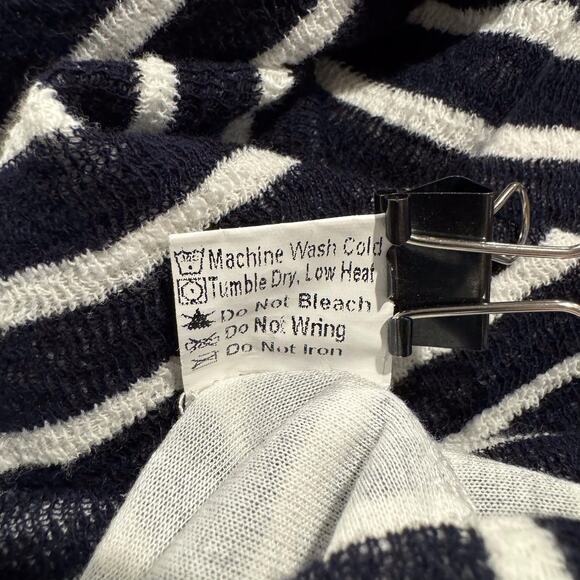 Machine Wash Cold
Tumble Dry, Low Heat
Do Not Bleach
Do Not Wring
Do Not Iron